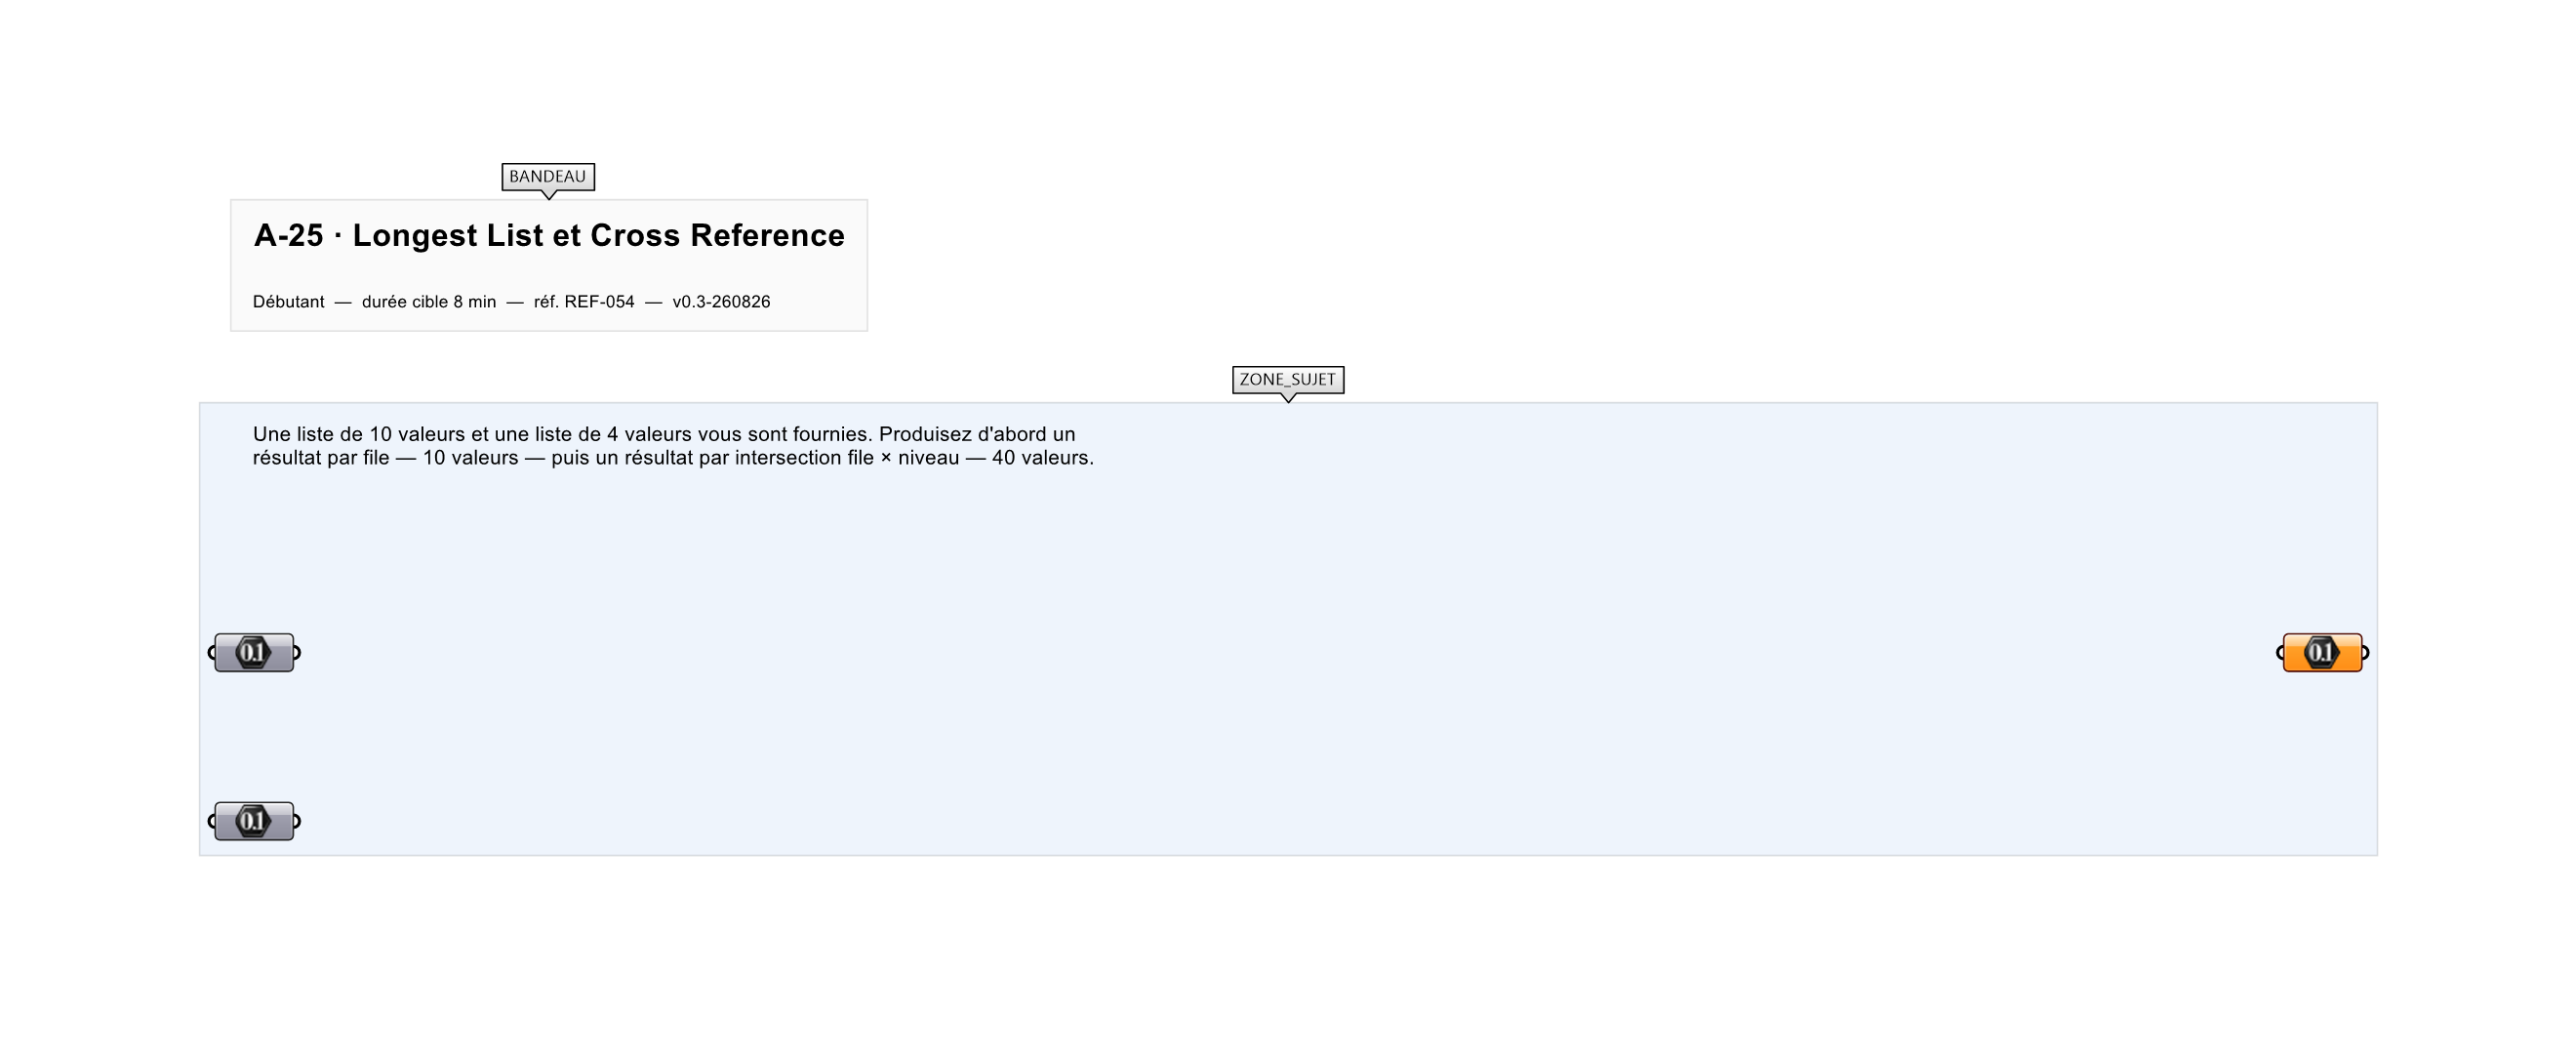 BANDEAU
A-25 · Longest List et Cross Reference
Débutant — durée cible 8 min — réf. REF-054 — v0.3-260826
ZONE_SUJET
Une liste de 10 valeurs et une liste de 4 valeurs vous sont fournies. Produisez d'abord un
résultat par file — 10 valeurs — puis un résultat par intersection file × niveau — 40 valeurs.
0.1
0.1
0.1